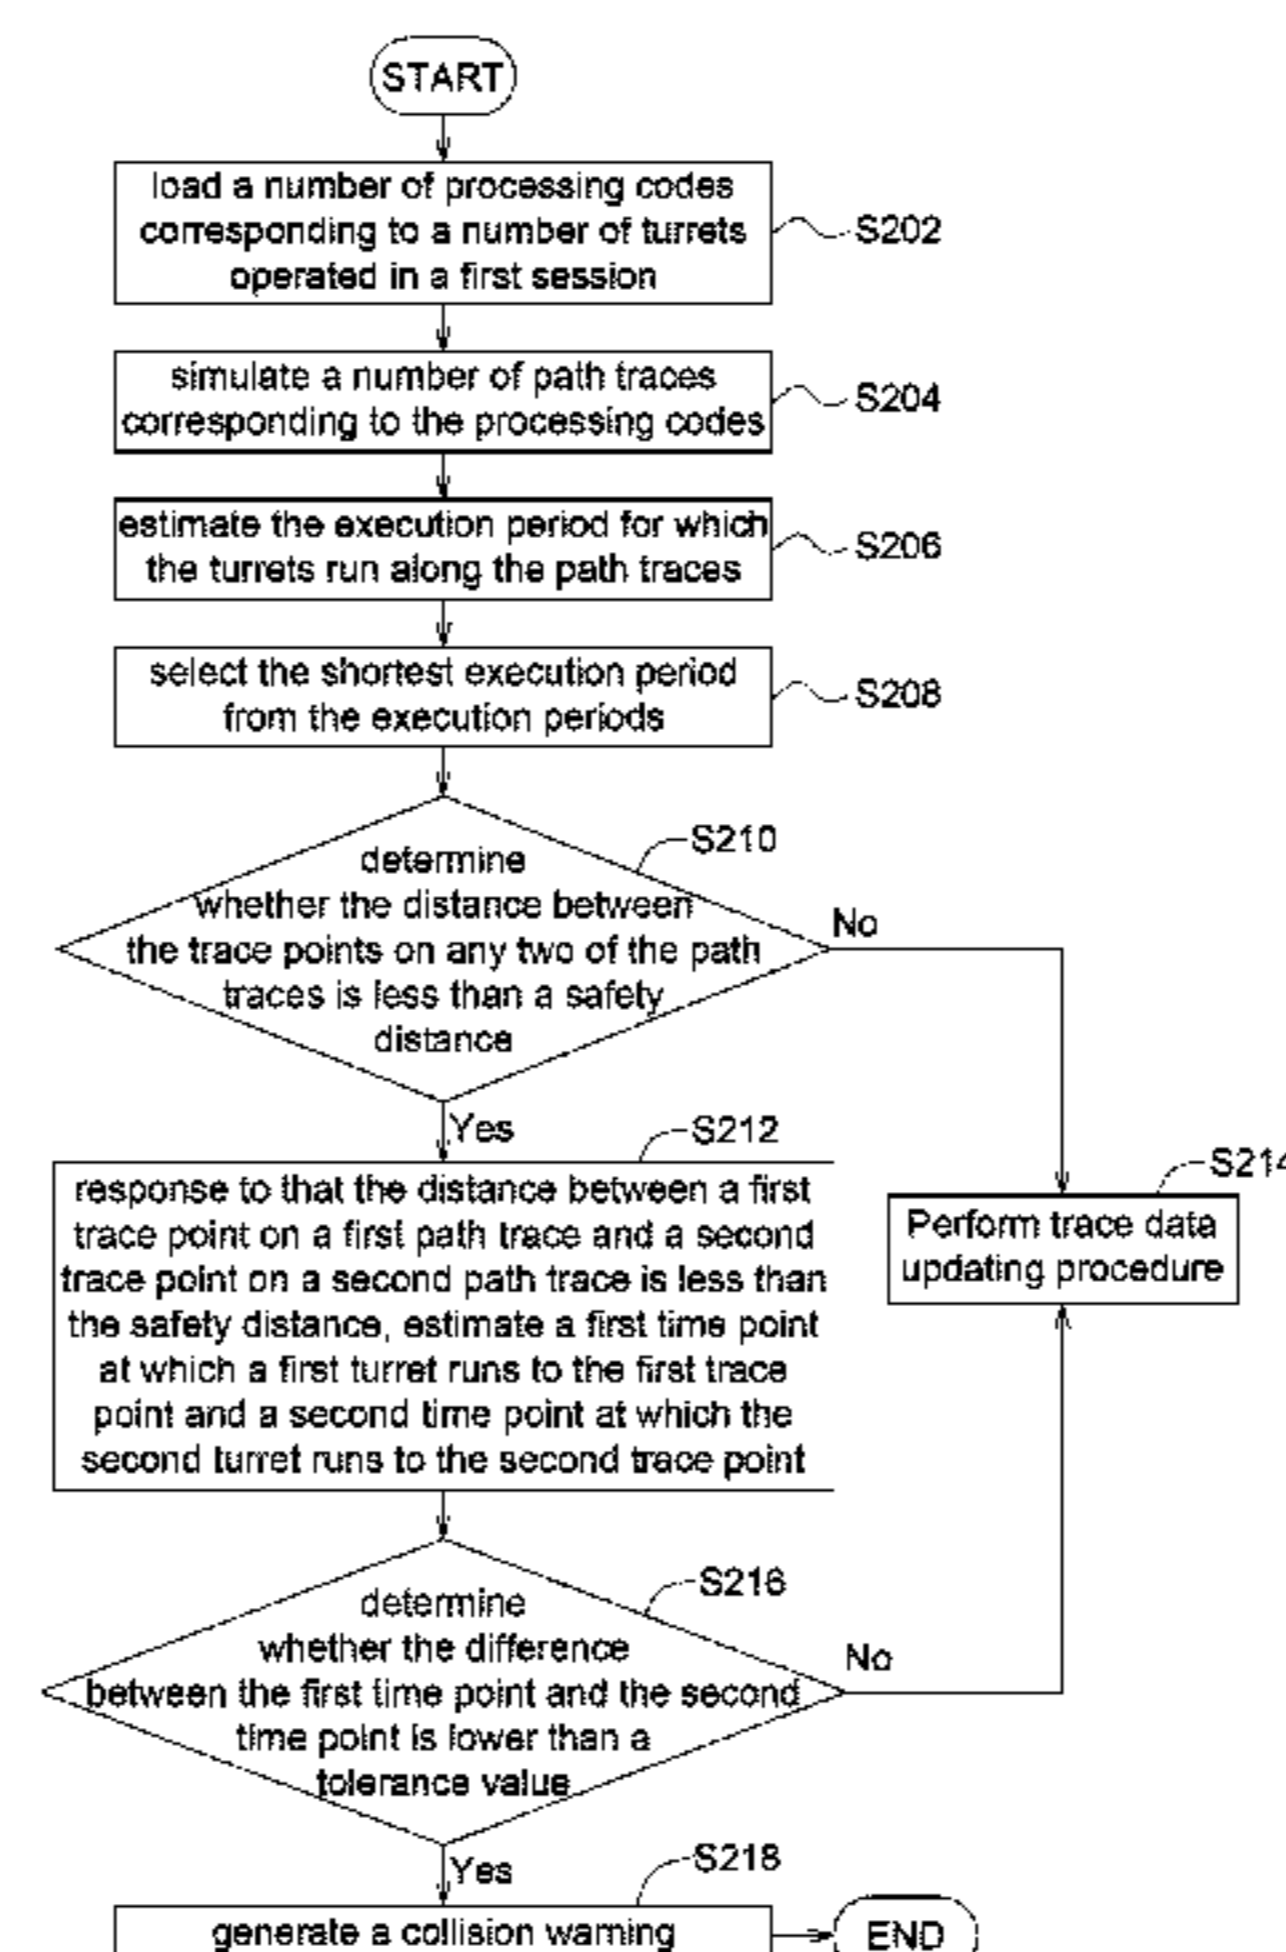 START
load a number of processing codes
corresponding to a number of turrets
operated in a first session
S202
simulate a number of path traces
corresponding to the processing codes
S204
estimate the execution period for which
the turrets run along the path traces
S206
select the shortest execution period
from the execution periods
S208
S210
determine
whether the distance between
the trace points on any two of the path
traces is less than a safety
distance
No
Yes
S212
response to that the distance between a first
trace point on a first path trace and a second
trace point on a second path trace is less than
the safety distance, estimate a first time point
at which a first turret runs to the first trace
point and a second time point at which the
second turret runs to the second trace point
S214
Perform trace data
updating procedure
S216
determine
whether the difference
between the first time point and the second
time point is lower than a
tolerance value
No
Yes
S218
generate a collision warning
END